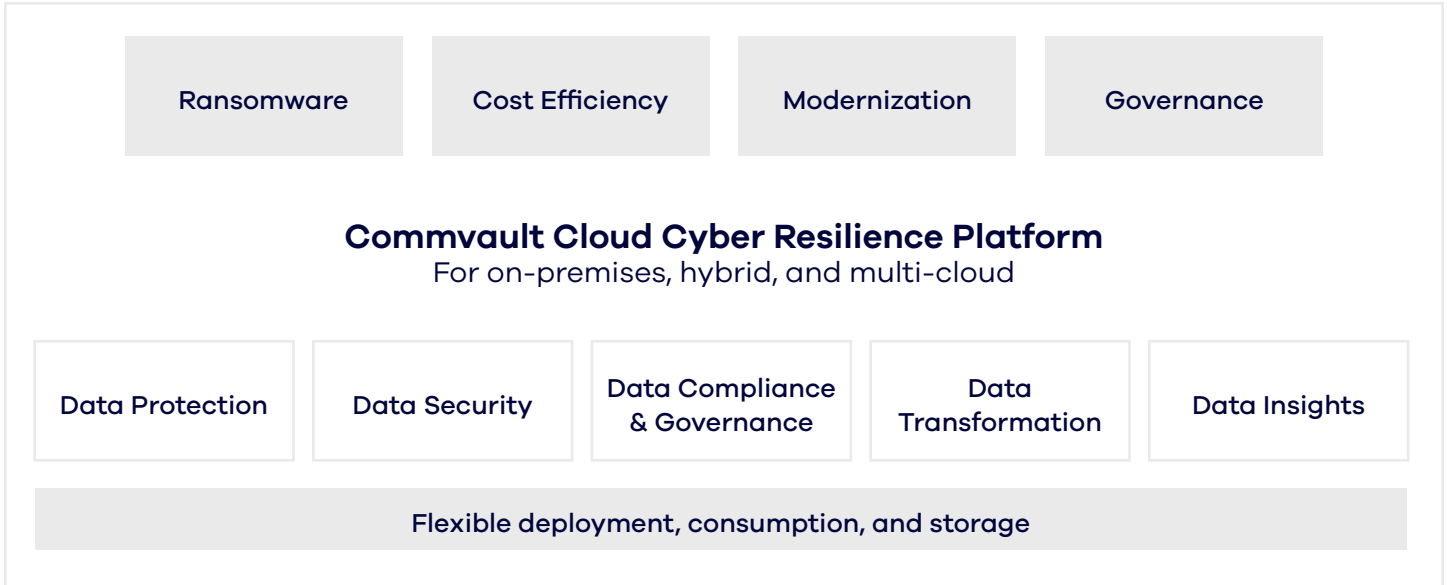 Ransomware
Cost Efficiency
Modernization
Governance
Commvault Cloud Cyber Resilience Platform
For on-premises, hybrid, and multi-cloud
Data Protection
Data Security
Data Compliance
& Governance
Data
Transformation
Data Insights
Flexible deployment, consumption, and storage